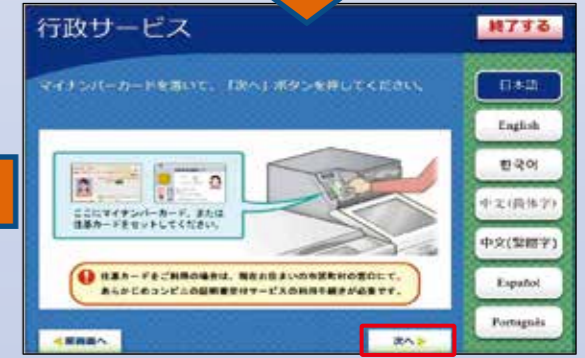 行政サービス
終了する
マイナンバーカードを置いて、「次へ」ボタンを押してください。
日本語
English
한국어
中文(简体字)
中文(繁體字)
Español
Português
ここにマイナンバーカード、または
住基カードをセットしてください。
住基カードをご利用の場合は、現在お住まいの市区町村の窓口にて、
あらかじめコンビニの証明書交付サービスの利用手続きが必要です。
前画面へ
次へ